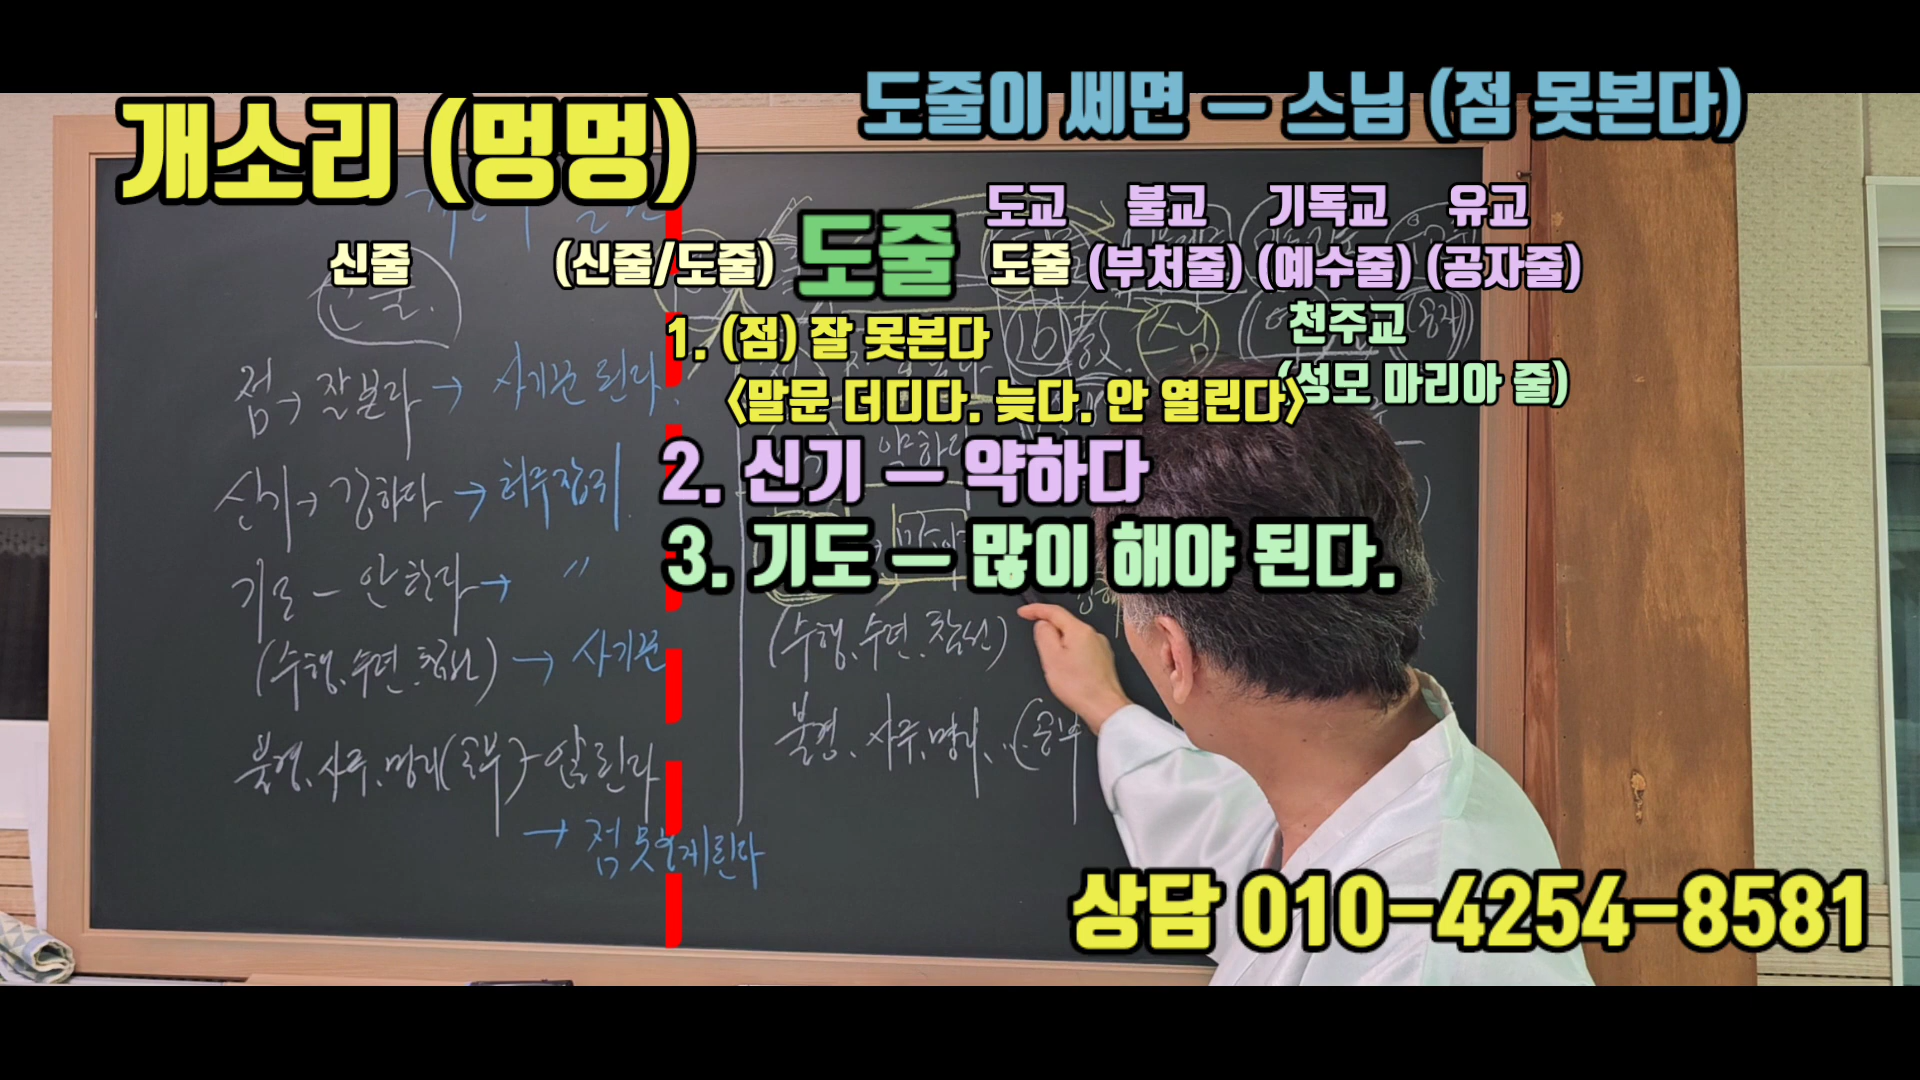 개소리 (멍멍)
도줄이 쎄면 - 스님 (점 못본다)
도교 불교 기독교 유교
신줄 (신줄/도줄) 도줄 도줄 (부처줄) (예수줄) (공자줄)
1. (점) 잘 못본다
천주교
〈말문 더디다. 늦다. 안 열린다〉
(성모 마리아 줄)
2. 신기 - 약하다
3. 기도 - 많이 해야 된다.
신줄.
점 → 잘본다 → 사기꾼 된다.
신기 → 강하다 → 허주잡귀.
기도 - 안한다 → 〃
(수행, 수련, 참선) → 사기꾼
불경, 사주, 명리 (공부) -
→ 점 못보게된다
약하다
(수행, 수련, 참선)
불경, 사주, 명리, (공부
상담 010-4254-8581